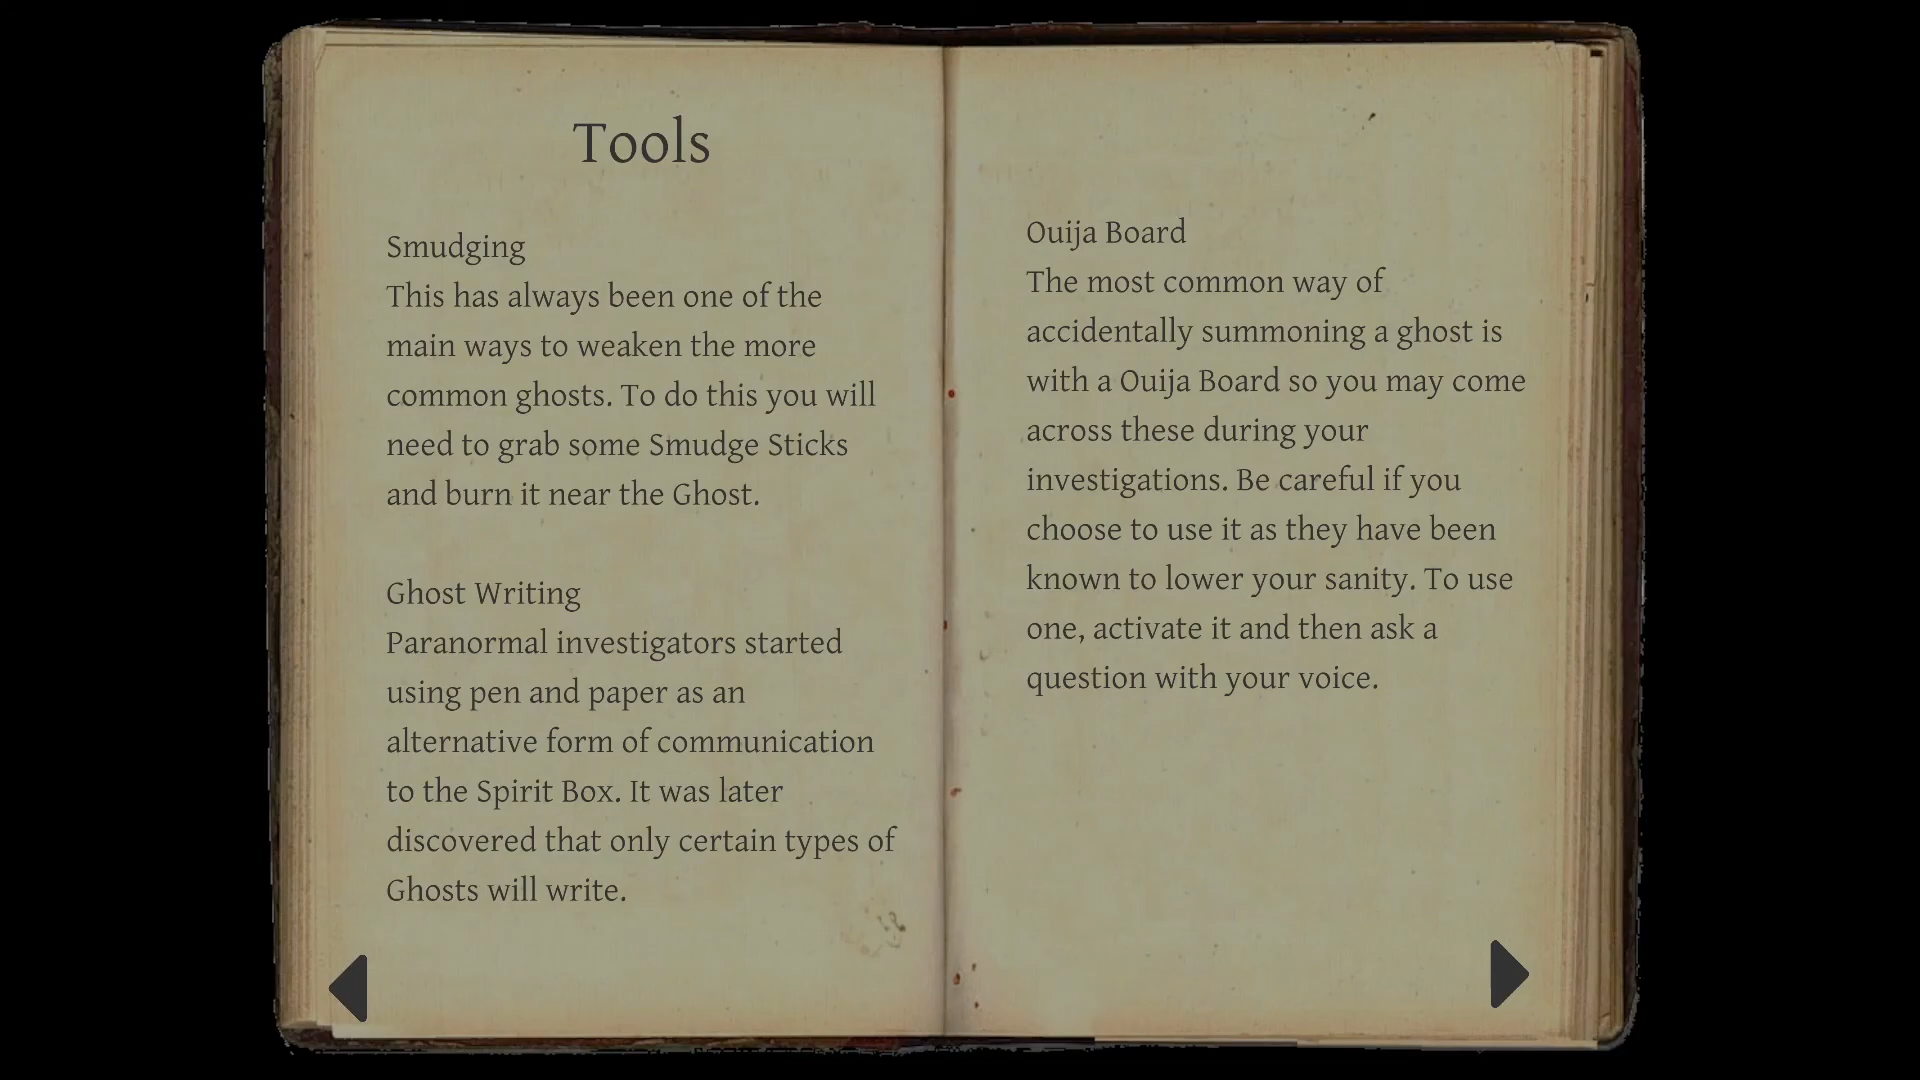 Tools
Smudging
This has always been one of the
main ways to weaken the more
common ghosts. To do this you will
need to grab some Smudge Sticks
and burn it near the Ghost.
Ghost Writing
Paranormal investigators started
using pen and paper as an
alternative form of communication
to the Spirit Box. It was later
discovered that only certain types of
Ghosts will write.
Ouija Board
The most common way of
accidentally summoning a ghost is
with a Ouija Board so you may come
across these during your
investigations. Be careful if you
choose to use it as they have been
known to lower your sanity. To use
one, activate it and then ask a
question with your voice.